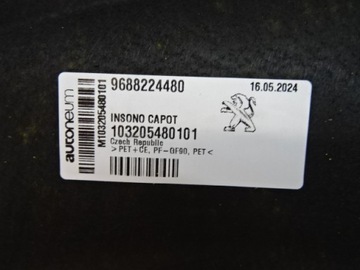 autoneum
M103205480101
9688224480
16.05.2024
INSONO CAPOT
103205480101
Czech Republic
> PET+CE, PF-GF60, PET <